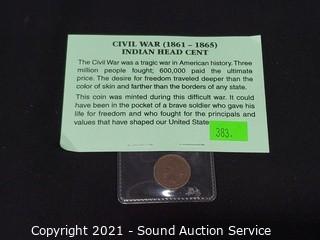 CIVIL WAR (1861 – 1865)
INDIAN HEAD CENT
The Civil War was a tragic war in American history. Three
million people fought; 600,000 paid the ultimate
price. The desire for freedom traveled deeper than the
color of skin and farther than the borders of any state.
This coin was minted during this difficult war. It could
have been in the pocket of a brave soldier who gave his
life for freedom and who fought for the principals and
values that have shaped our United State
383.
Copyright 2021 - Sound Auction Service